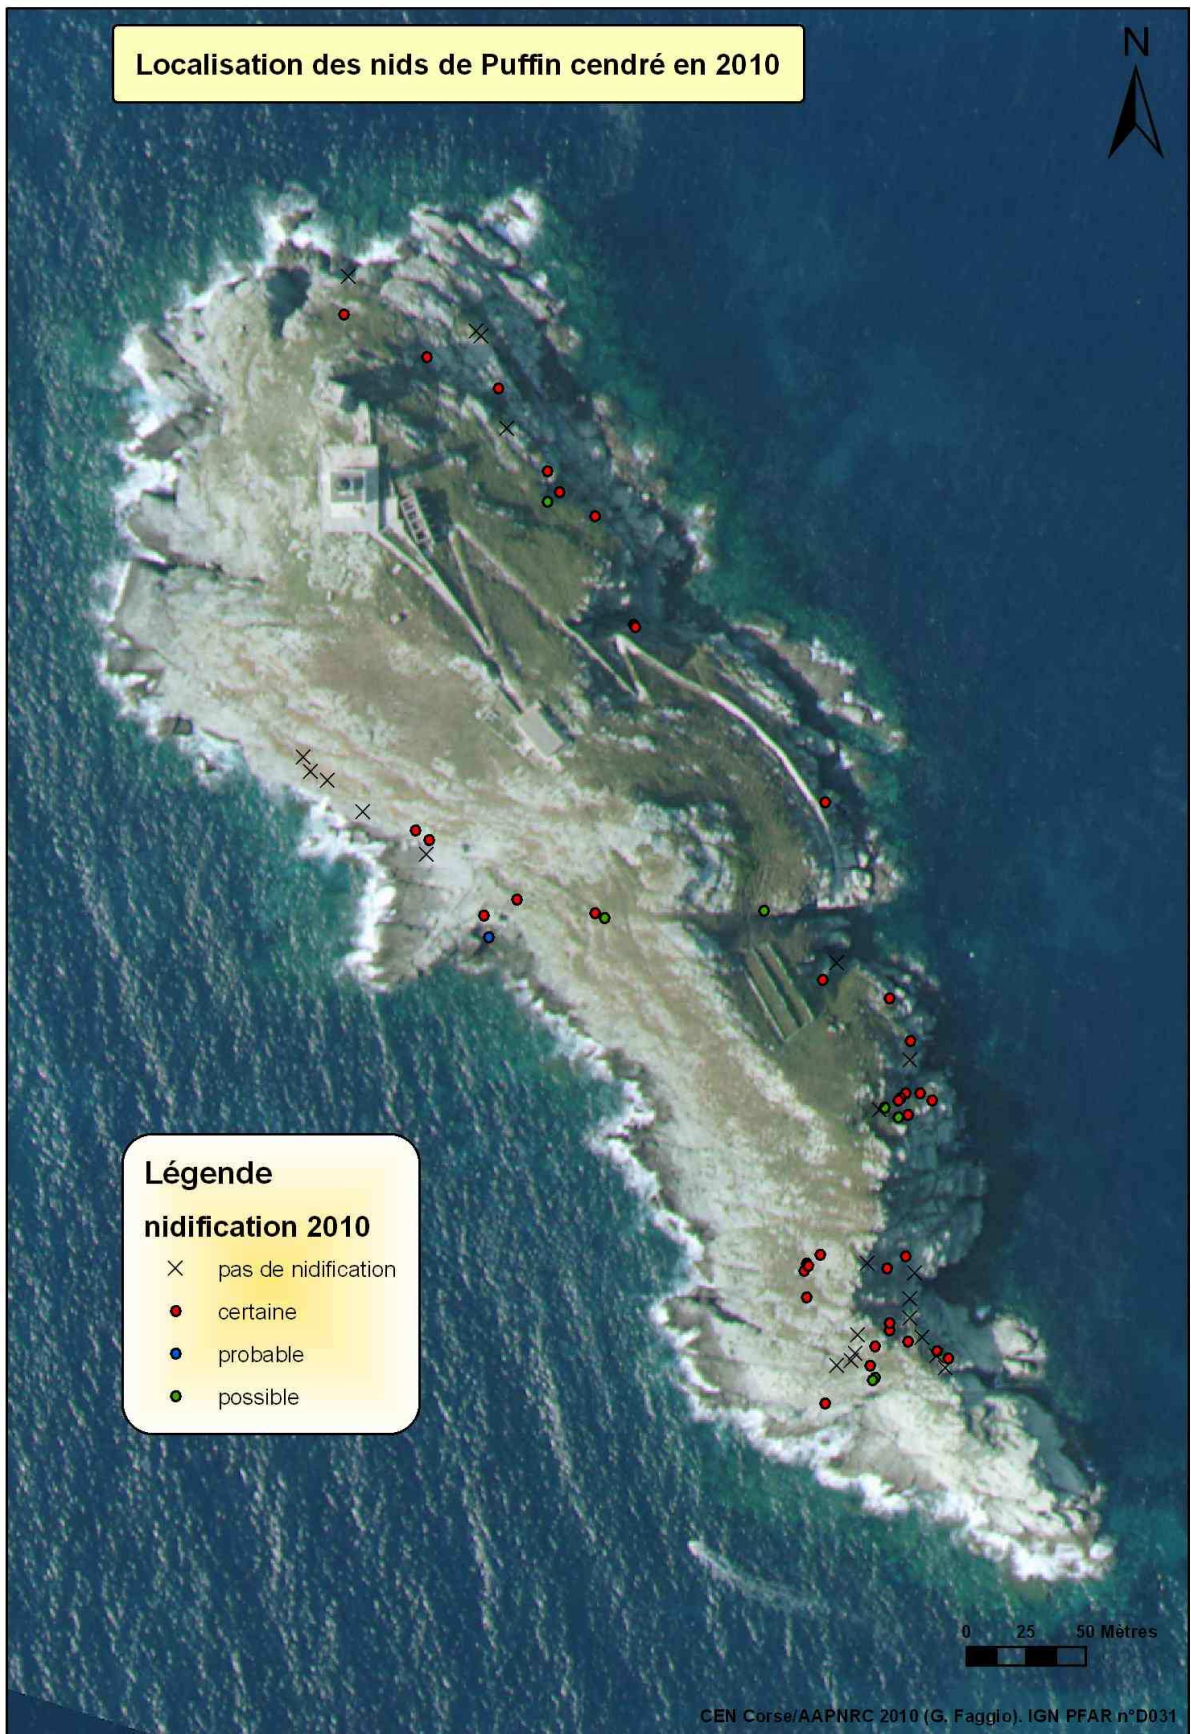 Localisation des nids de Puffin cendré en 2010
N
Légende
nidification 2010
pas de nidification
certaine
probable
possible
0 25 50 Mètres
CEN Corse/AAPNRC 2010 (G. Faggio). IGN PFAR n°D031